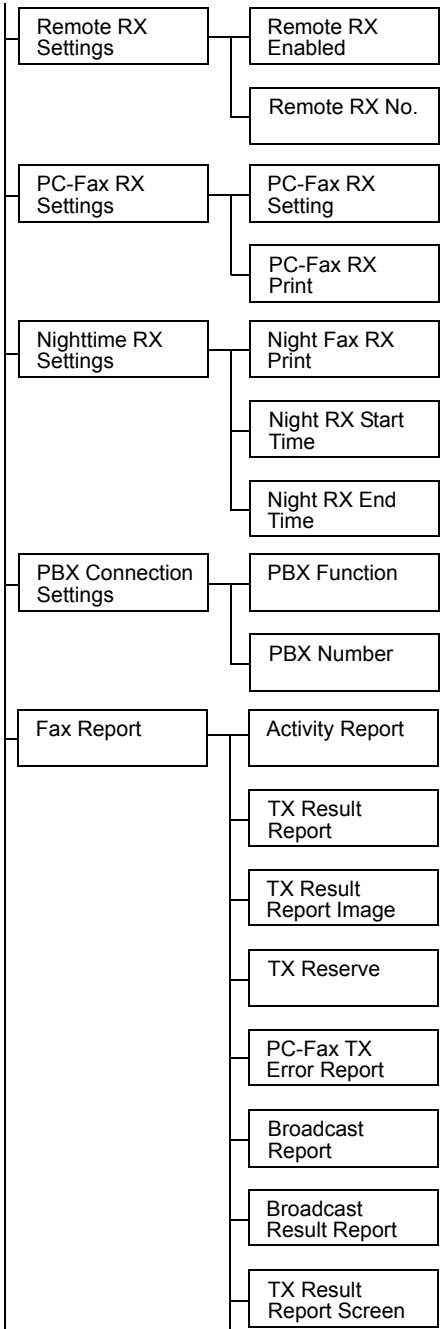 Remote RX
Settings
Remote RX
Enabled
Remote RX No.
PC-Fax RX
Settings
PC-Fax RX
Setting
PC-Fax RX
Print
Nighttime RX
Settings
Night Fax RX
Print
Night RX Start
Time
Night RX End
Time
PBX Connection
Settings
PBX Function
PBX Number
Fax Report
Activity Report
TX Result
Report
TX Result
Report Image
TX Reserve
PC-Fax TX
Error Report
Broadcast
Report
Broadcast
Result Report
TX Result
Report Screen